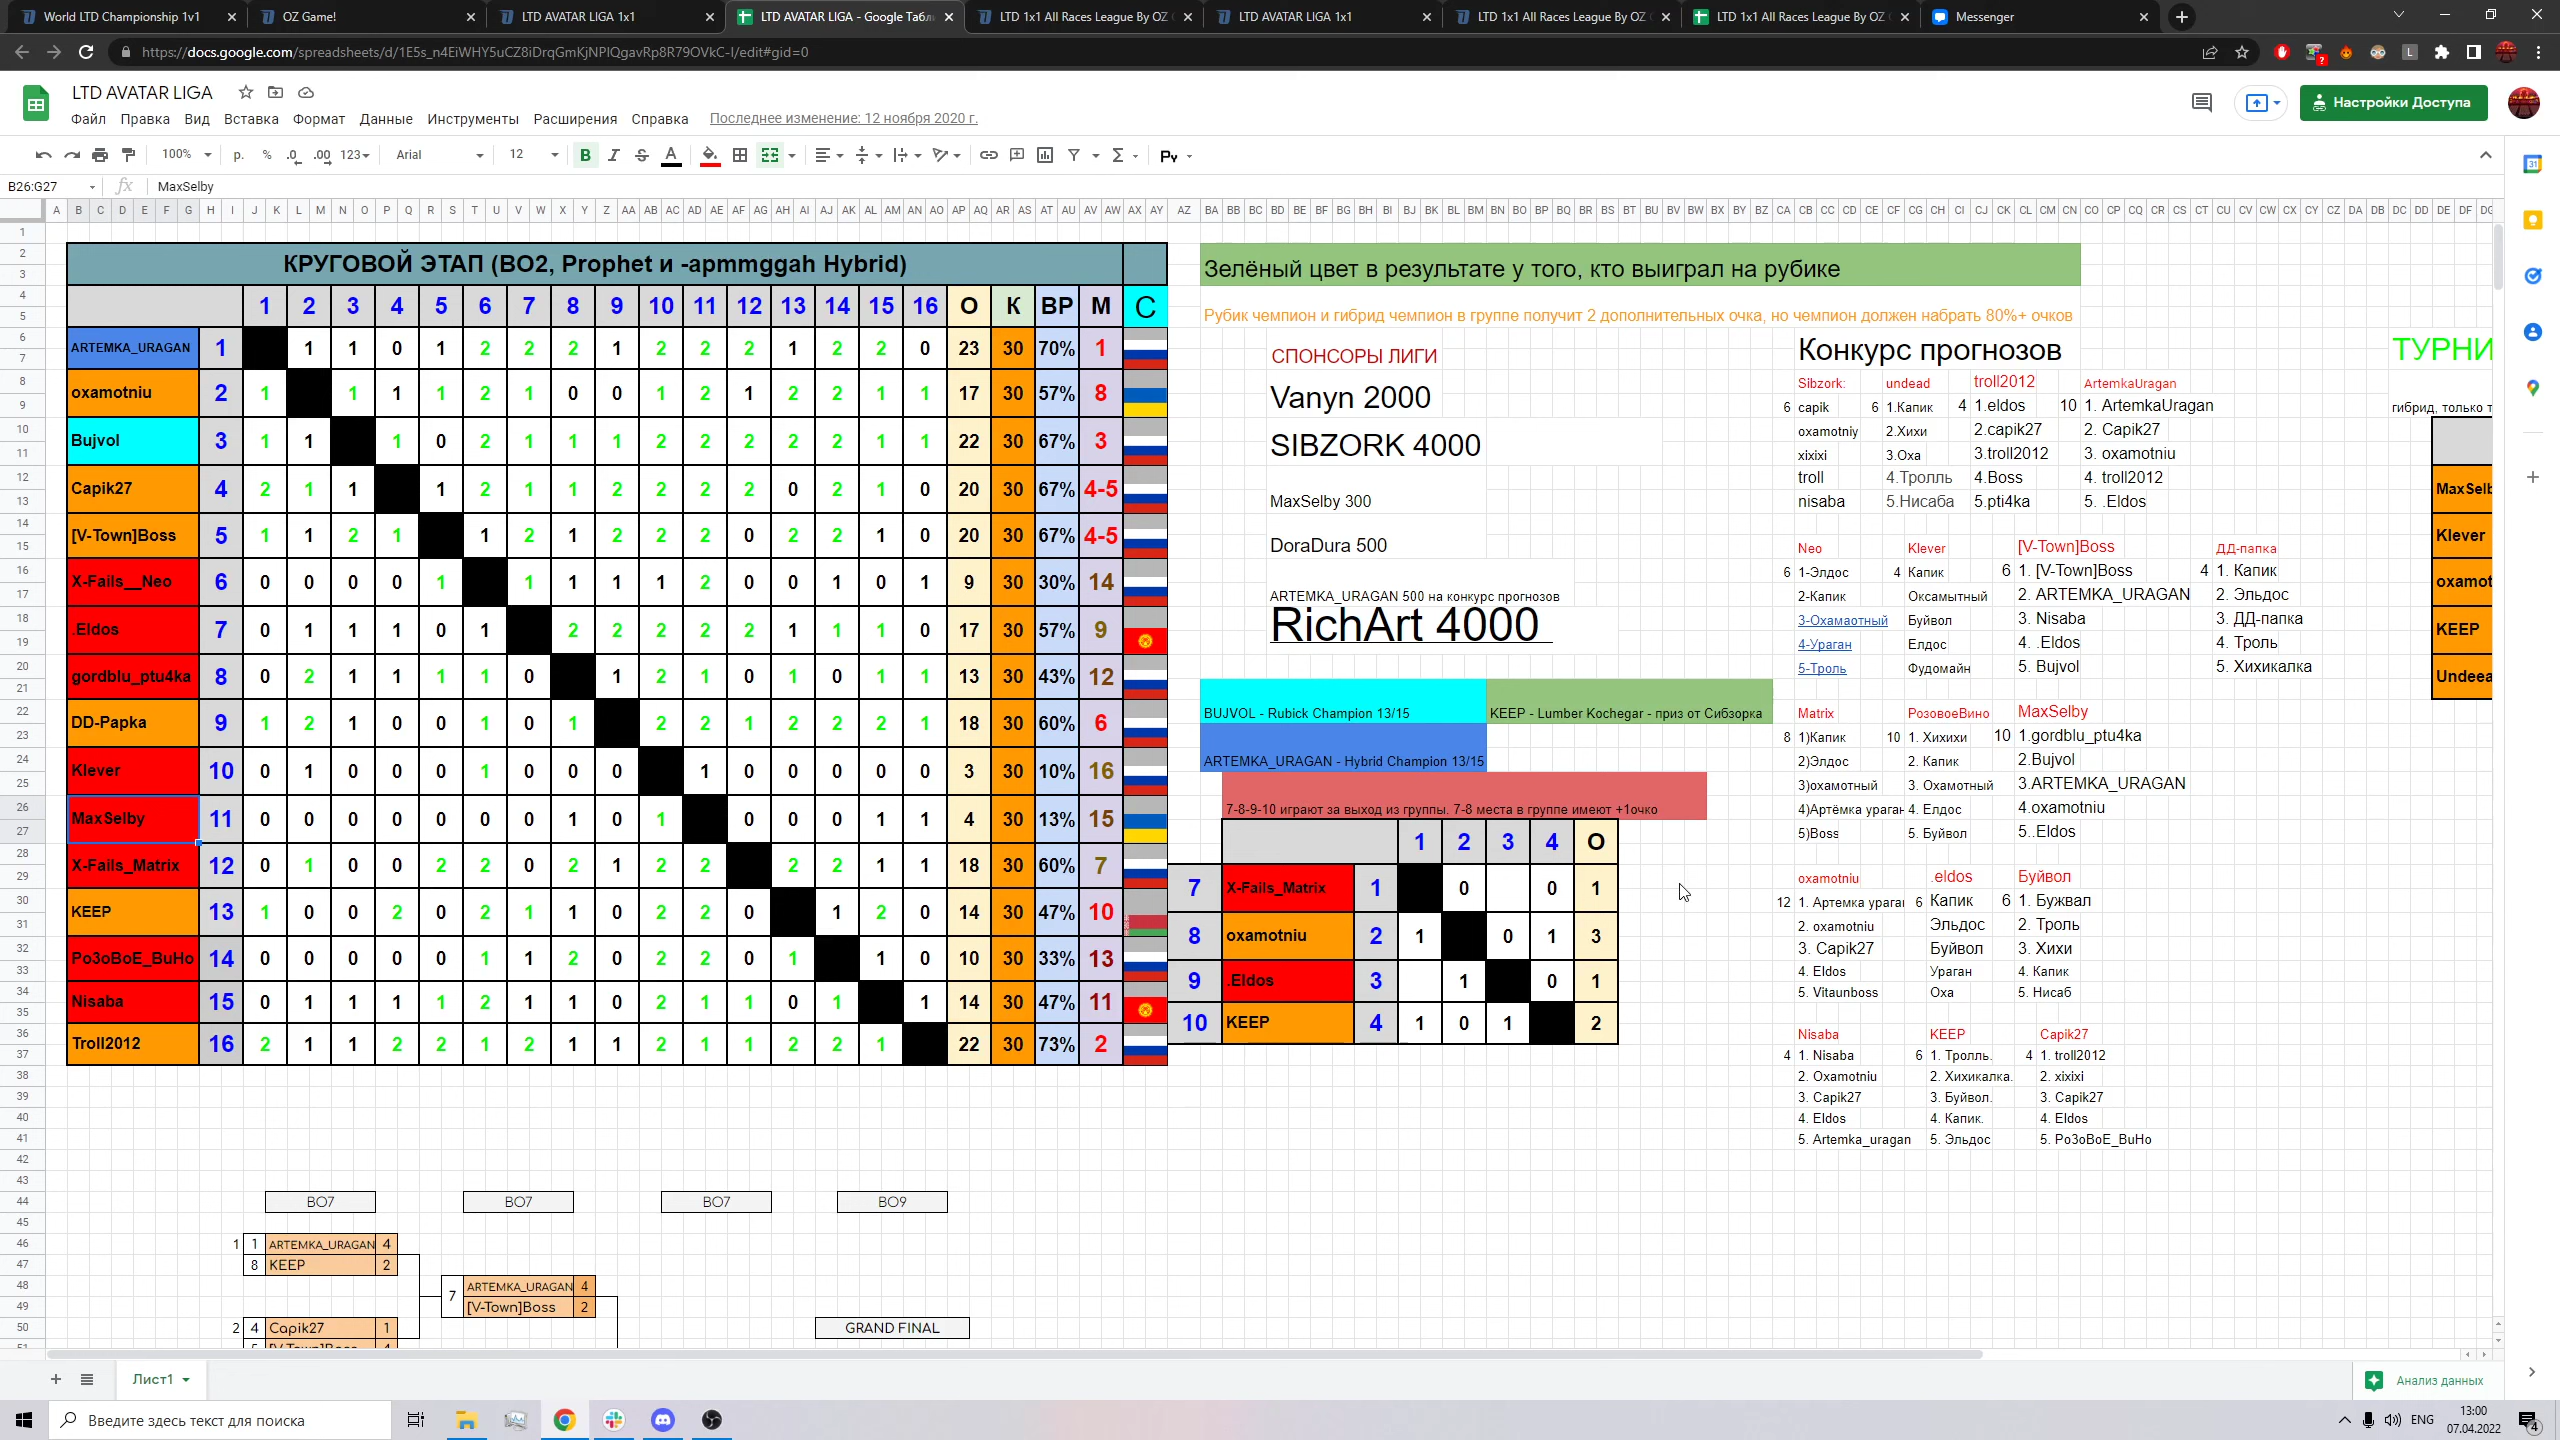 World LTD Championship 1v1
OZ Game!
LTD AVATAR LIGA 1x1
LTD AVATAR LIGA - Google Табл
LTD 1x1 All Races League By OZ
LTD AVATAR LIGA 1x1
LTD 1x1 All Races League By OZ
LTD 1x1 All Races League By OZ
Messenger
LTD AVATAR LIGA
Файл Правка Вид Вставка Формат Данные Инструменты Расширения Справка
Последнее изменение: 12 ноября 2020 г.
Настройки Доступа
100% р. % .0 .00 123 Arial 12
B26:G27 MaxSelby
КРУГОВОЙ ЭТАП (BO2, Prophet и -apmmggah Hybrid)
1 2 3 4 5 6 7 8 9 10 11 12 13 14 15 16 О К ВР М С
ARTEMKA_URAGAN 1 1 1 0 1 2 2 2 1 2 2 2 1 2 2 0 23 30 70% 1
oxamotniu 2 1 1 1 1 2 1 0 0 1 2 1 2 2 1 1 17 30 57% 8
Bujvol 3 1 1 1 0 2 1 1 1 2 2 2 2 2 1 1 22 30 67% 3
Capik27 4 2 1 1 1 2 1 1 2 2 2 2 0 2 1 0 20 30 67% 4-5
[V-Town]Boss 5 1 1 2 1 1 2 1 2 2 2 0 2 2 1 0 20 30 67% 4-5
X-Fails__Neo 6 0 0 0 0 1 1 1 1 1 2 0 0 1 0 1 9 30 30% 14
.Eldos 7 0 1 1 1 0 1 2 2 2 2 2 1 1 1 0 17 30 57% 9
gordblu_ptu4ka 8 0 2 1 1 1 1 0 1 2 1 0 1 0 1 1 13 30 43% 12
DD-Papka 9 1 2 1 0 0 1 0 1 2 2 1 2 2 2 1 18 30 60% 6
Klever 10 0 1 0 0 0 1 0 0 0 1 0 0 0 0 0 3 30 10% 16
MaxSelby 11 0 0 0 0 0 0 0 1 0 1 0 0 0 1 1 4 30 13% 15
X-Fails_Matrix 12 0 1 0 0 2 2 0 2 1 2 2 2 2 1 1 18 30 60% 7
KEEP 13 1 0 0 2 0 2 1 1 0 2 2 0 1 2 0 14 30 47% 10
Po3oBoE_BuHo 14 0 0 0 0 0 1 1 2 0 2 2 0 1 1 0 10 30 33% 13
Nisaba 15 0 1 1 1 1 2 1 1 0 2 1 1 0 1 1 14 30 47% 11
Troll2012 16 2 1 1 2 2 1 2 1 1 2 1 1 2 2 1 22 30 73% 2
Зелёный цвет в результате у того, кто выиграл на рубике
Рубик чемпион и гибрид чемпион в группе получит 2 дополнительных очка, но чемпион должен набрать 80%+ очков
СПОНСОРЫ ЛИГИ
Vanyn 2000
SIBZORK 4000
MaxSelby 300
DoraDura 500
ARTEMKA_URAGAN 500 на конкурс прогнозов
RichArt 4000
BUJVOL - Rubick Champion 13/15
KEEP - Lumber Kochegar - приз от Сибзорка
ARTEMKA_URAGAN - Hybrid Champion 13/15
7-8-9-10 играют за выход из группы. 7-8 места в группе имеют +1очко
1 2 3 4 О
7 X-Fails_Matrix 1 0 0 1
8 oxamotniu 2 1 0 1 3
9 .Eldos 3 1 0 1
10 KEEP 4 1 0 1 2
Конкурс прогнозов
Sibzork: undead troll2012 ArtemkaUragan
6 capik 6 1.Капик 4 1.eldos 10 1. ArtemkaUragan
oxamotniy 2.Хихи 2.capik27 2. Capik27
xixixi 3.Оха 3.troll2012 3. oxamotniu
troll 4.Тролль 4.Boss 4. troll2012
nisaba 5.Нисаба 5.pti4ka 5. .Eldos
Neo Klever [V-Town]Boss ДД-папка
6 1-Элдос 4 Капик 6 1. [V-Town]Boss 4 1. Капик
2-Капик Оксамытный 2. ARTEMKA_URAGAN 2. Эльдос
3-Охамаотный Буйвол 3. Nisaba 3. ДД-папка
4-Ураган Елдос 4. .Eldos 4. Троль
5-Троль Фудомайн 5. Bujvol 5. Хихикалка
Matrix РозовоеВино MaxSelby
8 1)Капик 10 1. Хихихи 10 1.gordblu_ptu4ka
2)Элдос 2. Капик 2.Bujvol
3)охамотный 3. Охамотный 3.ARTEMKA_URAGAN
4)Артёмка ураган 4. Елдос 4.oxamotniu
5)Boss 5. Буйвол 5..Eldos
oxamotniu .eldos Буйвол
12 1. Артемка ураган 6 Капик 6 1. Бужвал
2. oxamotniu Эльдос 2. Троль
3. Capik27 Буйвол 3. Хихи
4. Eldos Ураган 4. Капик
5. Vitaunboss Оха 5. Нисаб
Nisaba KEEP Capik27
4 1. Nisaba 6 1. Тролль. 4 1. troll2012
2. Oxamotniu 2. Хихикалка. 2. xixixi
3. Capik27 3. Буйвол. 3. Capik27
4. Eldos 4. Капик. 4. Eldos
5. Artemka_uragan 5. Эльдос 5. Po3oBoE_BuHo
ТУРНИ
гибрид, только т
MaxSelb
Klever
oxamot
KEEP
Undeea
BO7 BO7 BO7 BO9
1 1 ARTEMKA_URAGAN 4
8 KEEP 2
7 ARTEMKA_URAGAN 4
[V-Town]Boss 2
2 4 Capik27 1
GRAND FINAL
Лист1
Анализ данных
Введите здесь текст для поиска
ENG
13:00
07.04.2022
4